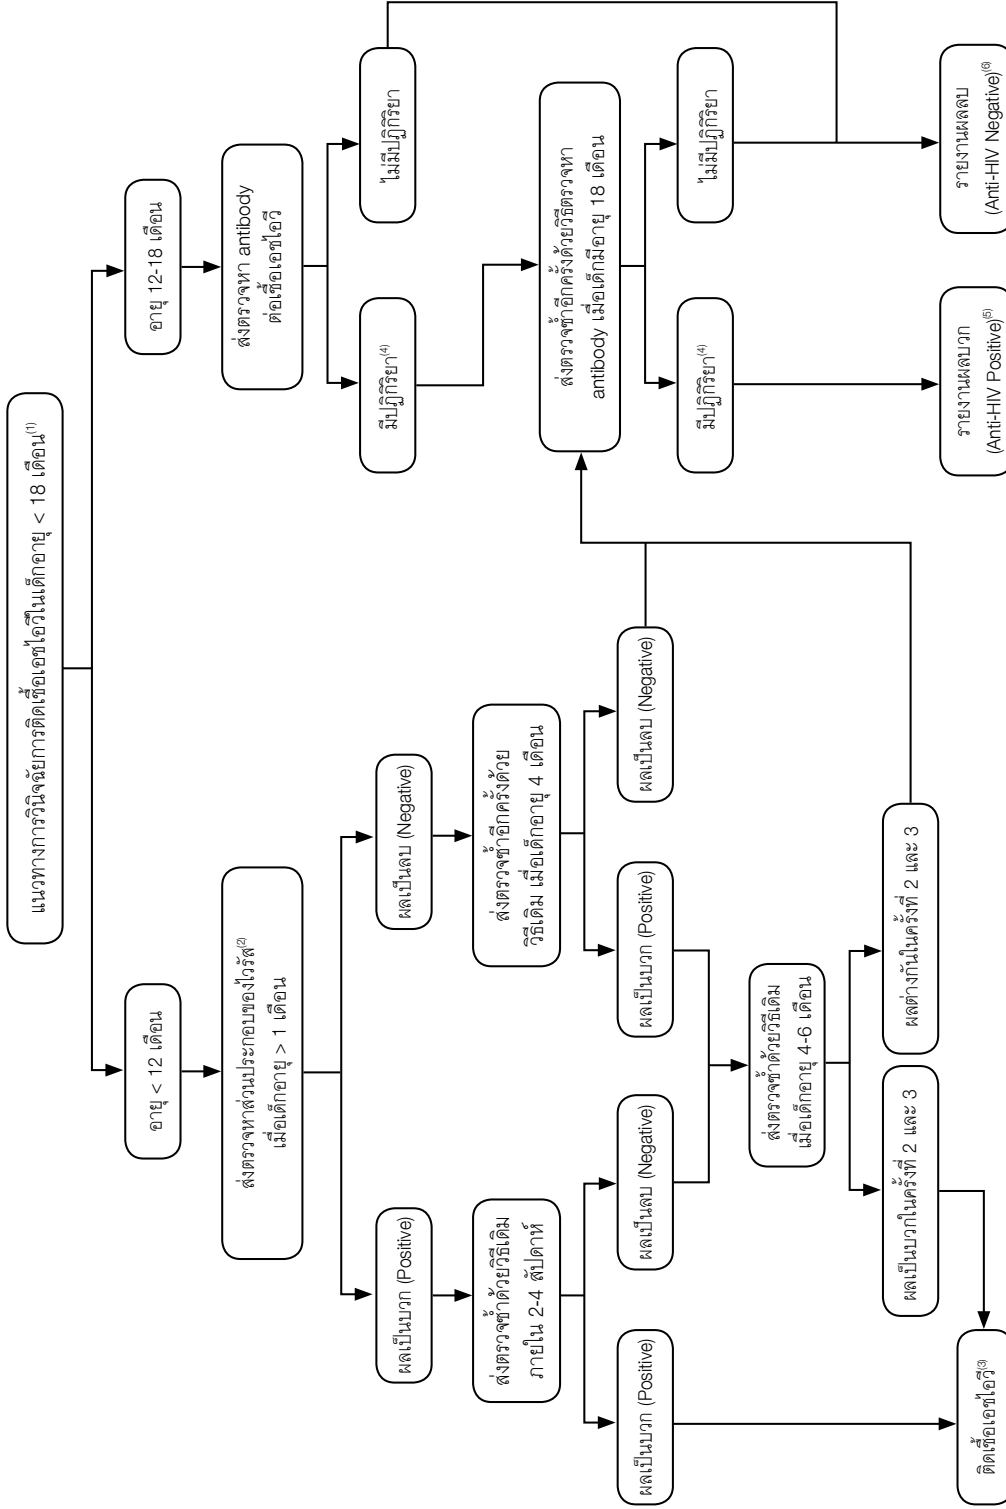 แนวทางการวินิจฉัยการติดเชื้อเอชไอวีในเด็กอายุ < 18 เดือน(1)
อายุ < 12 เดือน
อายุ 12-18 เดือน
ส่งตรวจหาส่วนประกอบของไวรัส(2)
เมื่อเด็กอายุ > 1 เดือน
ส่งตรวจหา antibody
ต่อเชื้อเอชไอวี
ผลเป็นบวก (Positive)
ผลเป็นลบ (Negative)
มีปฏิกิริยา(4)
ไม่มีปฏิกิริยา
ส่งตรวจซ้ำด้วยวิธีเดิม
ภายใน 2-4 สัปดาห์
ส่งตรวจซ้ำอีกครั้งด้วย
วิธีเดิม เมื่อเด็กอายุ 4 เดือน
ส่งตรวจซ้ำอีกครั้งด้วยวิธีตรวจหา
antibody เมื่อเด็กมีอายุ 18 เดือน
ผลเป็นบวก (Positive)
ผลเป็นลบ (Negative)
ผลเป็นบวก (Positive)
ผลเป็นลบ (Negative)
มีปฏิกิริยา(4)
ไม่มีปฏิกิริยา
ส่งตรวจซ้ำด้วยวิธีเดิม
เมื่อเด็กอายุ 4-6 เดือน
ผลเป็นบวกในครั้งที่ 2 และ 3
ผลต่างกันในครั้งที่ 2 และ 3
ติดเชื้อเอชไอวี(3)
รายงานผลบวก
(Anti-HIV Positive)(5)
รายงานผลลบ
(Anti-HIV Negative)(6)